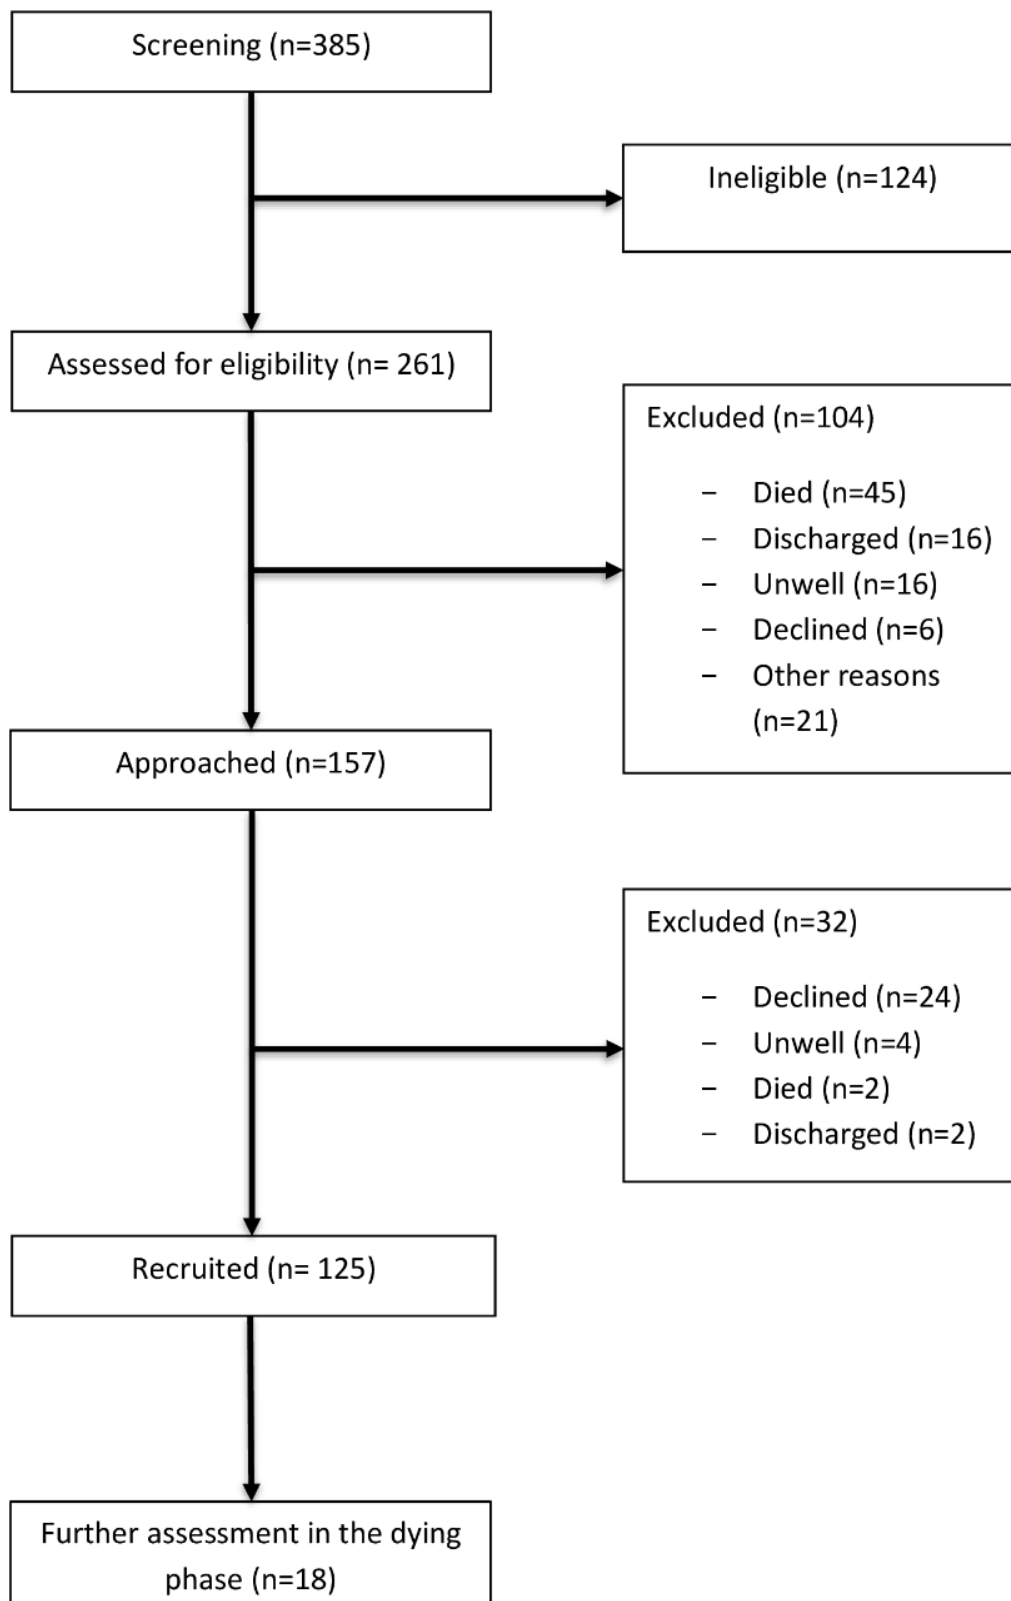 Screening (n=385)
Ineligible (n=124)
Assessed for eligibility (n= 261)
Excluded (n=104)
– Died (n=45)
– Discharged (n=16)
– Unwell (n=16)
– Declined (n=6)
– Other reasons
(n=21)
Approached (n=157)
Excluded (n=32)
– Declined (n=24)
– Unwell (n=4)
– Died (n=2)
– Discharged (n=2)
Recruited (n= 125)
Further assessment in the dying
phase (n=18)